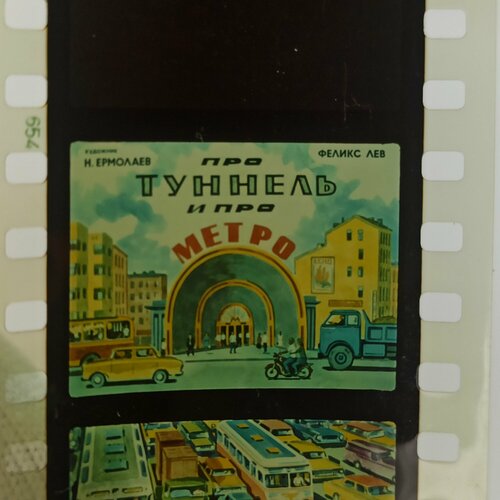 654
ХУДОЖНИК
Н. ЕРМОЛАЕВ
ФЕЛИКС ЛЕВ
ПРО
ТУННЕЛЬ
И ПРО
МЕТРО